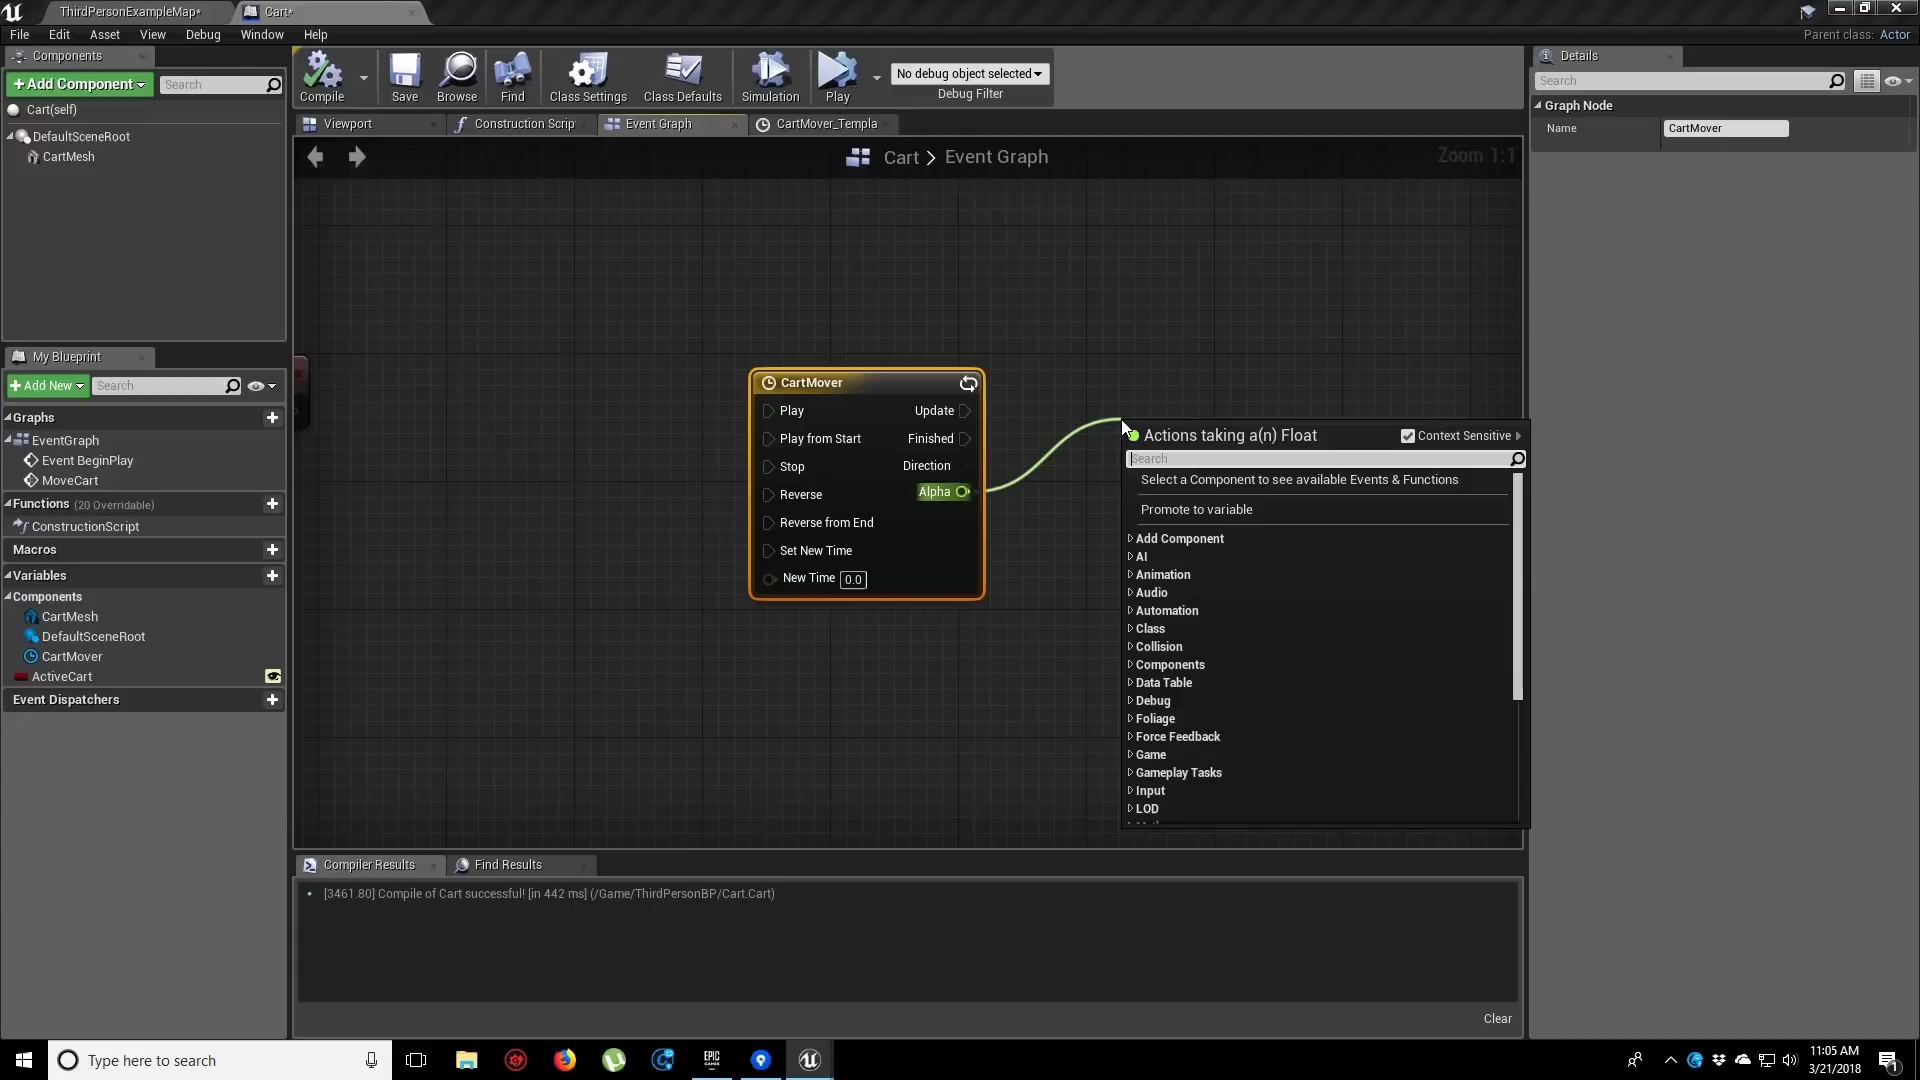 ThirdPersonExampleMap*
Cart*
File Edit Asset View Debug Window Help
Parent class: Actor
Components
+ Add Component
Search
Cart(self)
DefaultSceneRoot
CartMesh
Compile
Save
Browse
Find
Class Settings
Class Defaults
Simulation
Play
No debug object selected
Debug Filter
Viewport
Construction Scrip
Event Graph
CartMover_Templa
Cart > Event Graph
Zoom 1:1
CartMover
Play
Update
Play from Start
Finished
Stop
Direction
Reverse
Alpha
Reverse from End
Set New Time
New Time 0.0
Actions taking a(n) Float
Context Sensitive
Search
Select a Component to see available Events & Functions
Promote to variable
Add Component
AI
Animation
Audio
Automation
Class
Collision
Components
Data Table
Debug
Foliage
Force Feedback
Game
Gameplay Tasks
Input
LOD
My Blueprint
+ Add New
Search
Graphs
EventGraph
Event BeginPlay
MoveCart
Functions (20 Overridable)
ConstructionScript
Macros
Variables
Components
CartMesh
DefaultSceneRoot
CartMover
ActiveCart
Event Dispatchers
Compiler Results
Find Results
[3461.80] Compile of Cart successful! [in 442 ms] (/Game/ThirdPersonBP/Cart.Cart)
Clear
Details
Search
Graph Node
Name
CartMover
Type here to search
EPIC
GAMES
11:05 AM
3/21/2018
1